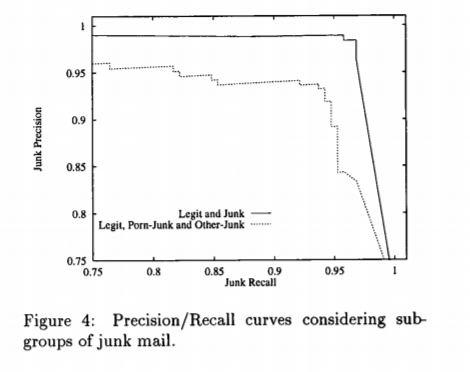 1
0.95
0.9
0.85
0.8
0.75
Junk Precision
Legit and Junk
Legit, Porn-Junk and Other-Junk
0.75 0.8 0.85 0.9 0.95 1
Junk Recall
Figure 4: Precision/Recall curves considering sub-
groups of junk mail.